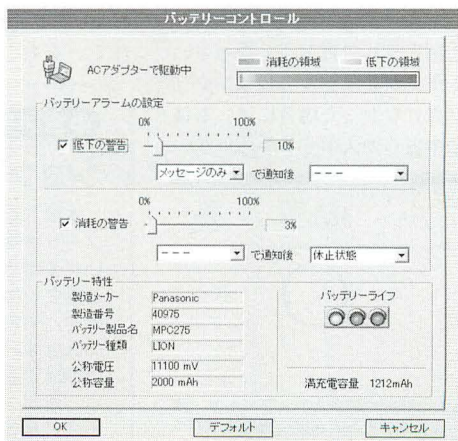 バッテリーコントロール
ACアダプターで駆動中
消耗の領域 低下の領域
バッテリーアラームの設定
0% 100%
低下の警告 10%
メッセージのみ で通知後 ---
0% 100%
消耗の警告 3%
--- で通知後 休止状態
バッテリー特性
製造メーカー Panasonic
製造番号 40975
バッテリー製品名 MPC275
バッテリー種類 LION
公称電圧 11100 mV
公称容量 2000 mAh
バッテリーライフ
満充電容量 1212mAh
OK デフォルト キャンセル